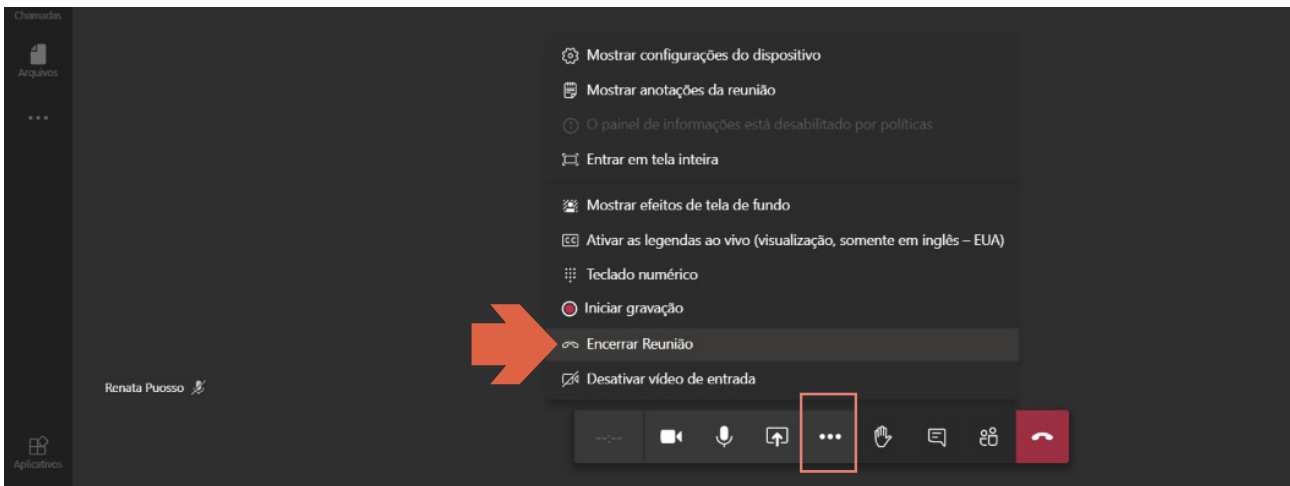 Chamadas
Arquivos
Mostrar configurações do dispositivo
Mostrar anotações da reunião
O painel de informações está desabilitado por políticas
Entrar em tela inteira
Mostrar efeitos de tela de fundo
CC Ativar as legendas ao vivo (visualização, somente em inglês – EUA)
Teclado numérico
Iniciar gravação
Encerrar Reunião
Desativar vídeo de entrada
Renata Puosso
--:--
Aplicativos